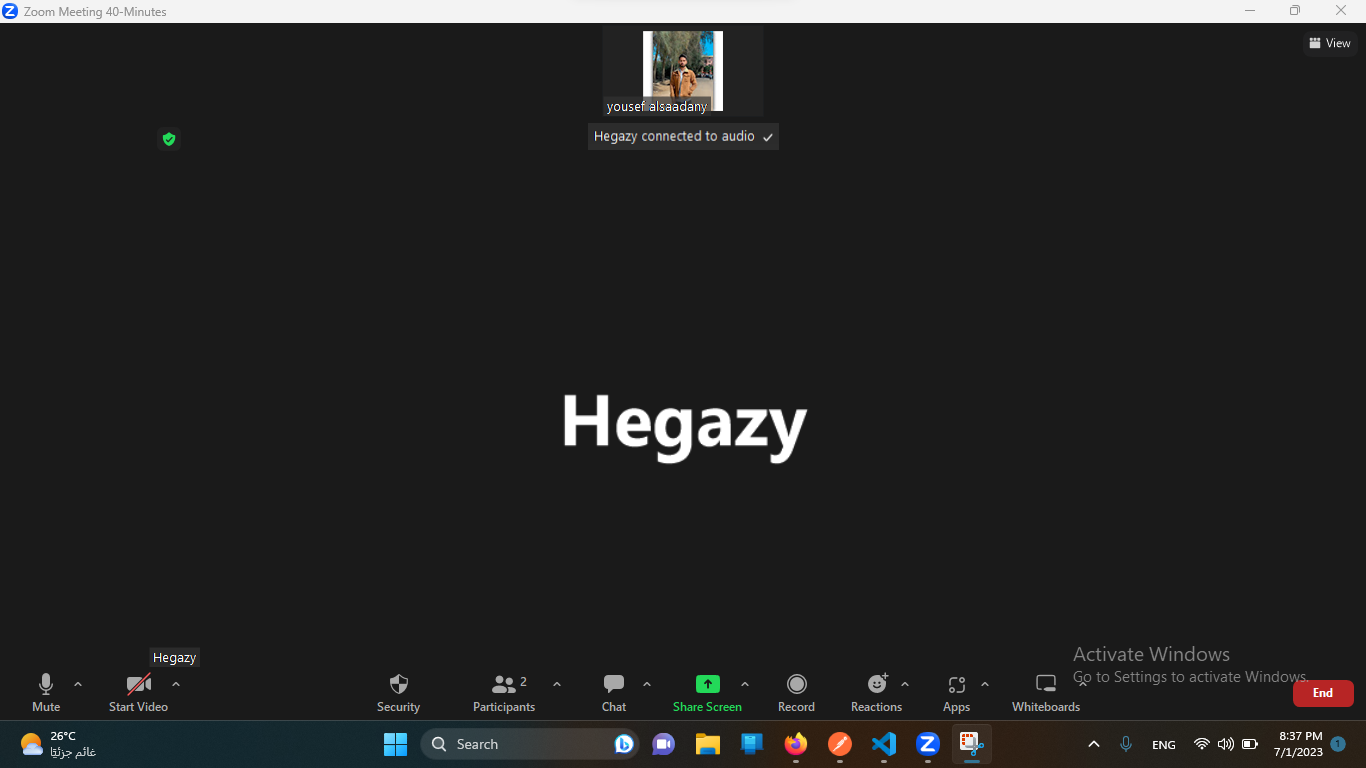 Zoom Meeting 40-Minutes
View
yousef alsaadany
Hegazy connected to audio
Hegazy
Hegazy
Activate Windows
Go to Settings to activate Windows.
Mute
Start Video
Security
Participants 2
Chat
Share Screen
Record
Reactions
Apps
Whiteboards
End
26°C
غائم جزئيًا
Search
ENG
8:37 PM
7/1/2023
1